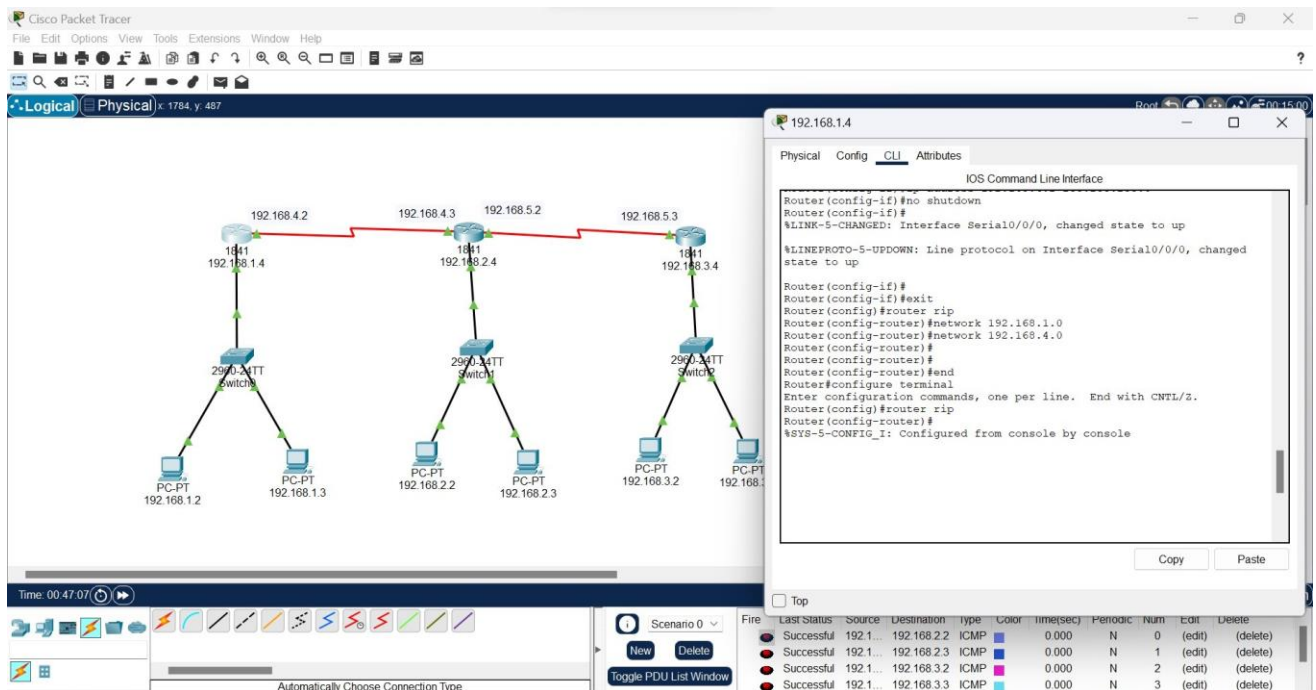 Cisco Packet Tracer
File Edit Options View Tools Extensions Window Help
?
Logical Physical x: 1784, y: 487
Root 00:15:00
192.168.4.2
192.168.4.3
192.168.5.2
192.168.5.3
1841
192.168.1.4
1841
192.168.2.4
1841
192.168.3.4
2960-24TT
Switch0
2960-24TT
Switch1
2960-24TT
Switch2
PC-PT
192.168.1.2
PC-PT
192.168.1.3
PC-PT
192.168.2.2
PC-PT
192.168.2.3
PC-PT
192.168.3.2
PC-PT
192.168.
192.168.1.4
Physical Config CLI Attributes
IOS Command Line Interface
Router(config-if)#no shutdown
Router(config-if)#
%LINK-5-CHANGED: Interface Serial0/0/0, changed state to up
%LINEPROTO-5-UPDOWN: Line protocol on Interface Serial0/0/0, changed
state to up
Router(config-if)#
Router(config-if)#exit
Router(config)#router rip
Router(config-router)#network 192.168.1.0
Router(config-router)#network 192.168.4.0
Router(config-router)#
Router(config-router)#
Router(config-router)#end
Router#configure terminal
Enter configuration commands, one per line. End with CNTL/Z.
Router(config)#router rip
Router(config-router)#
%SYS-5-CONFIG_I: Configured from console by console
Copy Paste
Top
Time: 00:47:07
Automatically Choose Connection Type
Scenario 0
New Delete
Toggle PDU List Window
Fire Last Status Source Destination Type Color Time(sec) Periodic Num Edit Delete
Successful 192.1... 192.168.2.2 ICMP 0.000 N 0 (edit) (delete)
Successful 192.1... 192.168.2.3 ICMP 0.000 N 1 (edit) (delete)
Successful 192.1... 192.168.3.2 ICMP 0.000 N 2 (edit) (delete)
Successful 192.1... 192.168.3.3 ICMP 0.000 N 3 (edit) (delete)